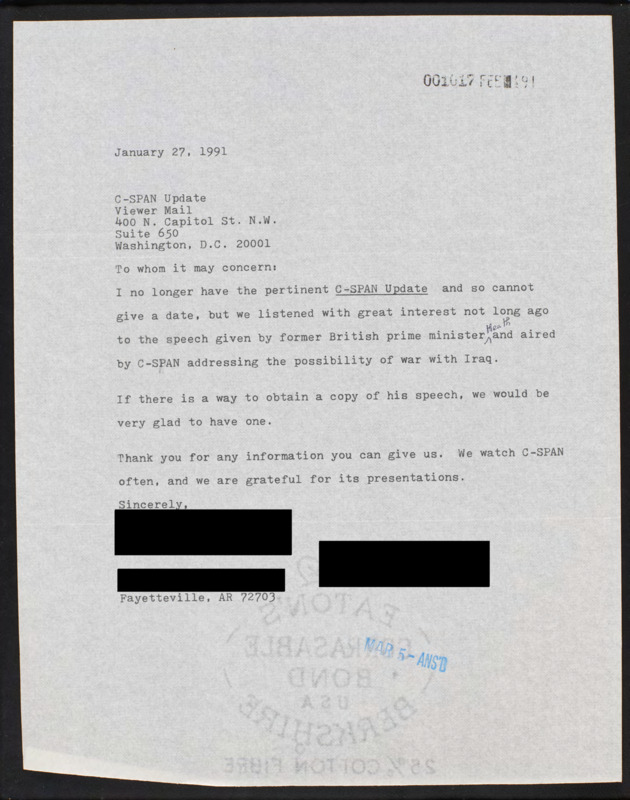 001017 FEB 191
January 27, 1991
C-SPAN Update
Viewer Mail
400 N. Capitol St. N.W.
Suite 650
Washington, D.C. 20001
To whom it may concern:
I no longer have the pertinent C-SPAN Update and so cannot
give a date, but we listened with great interest not long ago
to the speech given by former British prime minister Heath and aired
by C-SPAN addressing the possibility of war with Iraq.
If there is a way to obtain a copy of his speech, we would be
very glad to have one.
Thank you for any information you can give us. We watch C-SPAN
often, and we are grateful for its presentations.
Sincerely,
Fayetteville, AR 72703
EATON'S
ERASABLE
MAR 5 - ANS'D
BOND
USA
BERKSHIRE
25% COTTON FIBRE